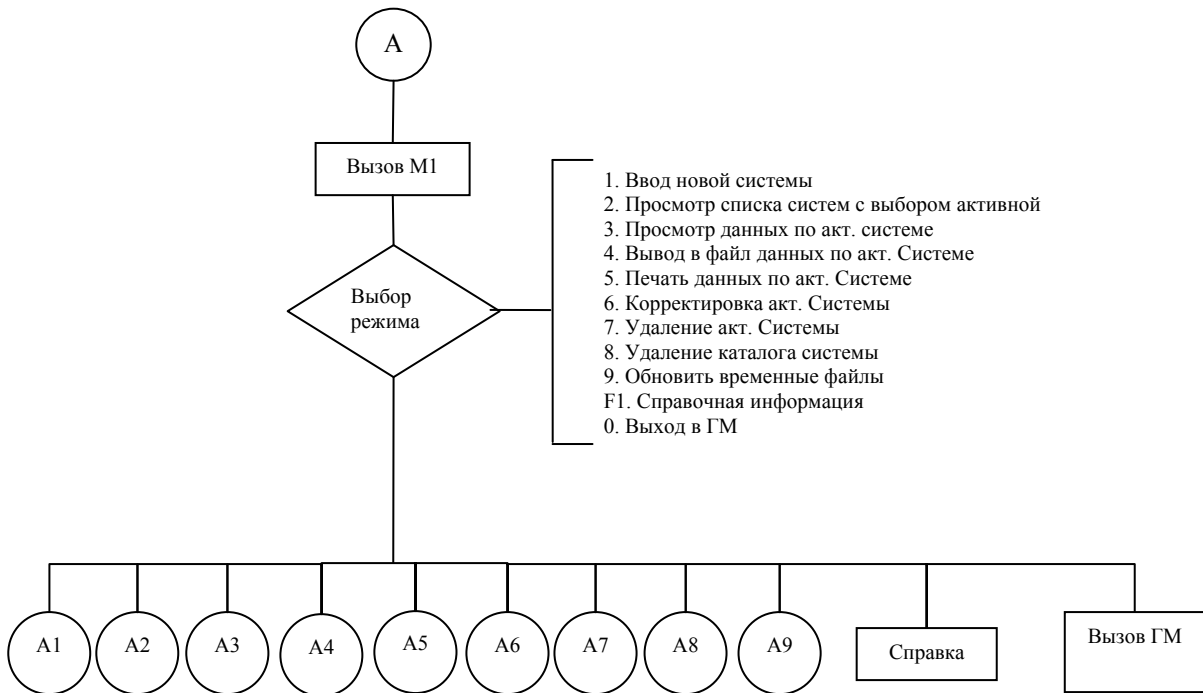 А
Вызов М1
1. Ввод новой системы
2. Просмотр списка систем с выбором активной
3. Просмотр данных по акт. системе
4. Вывод в файл данных по акт. Системе
5. Печать данных по акт. Системе
6. Корректировка акт. Системы
7. Удаление акт. Системы
8. Удаление каталога системы
9. Обновить временные файлы
F1. Справочная информация
0. Выход в ГМ
Выбор
режима
А1
А2
А3
А4
А5
А6
А7
А8
А9
Справка
Вызов ГМ